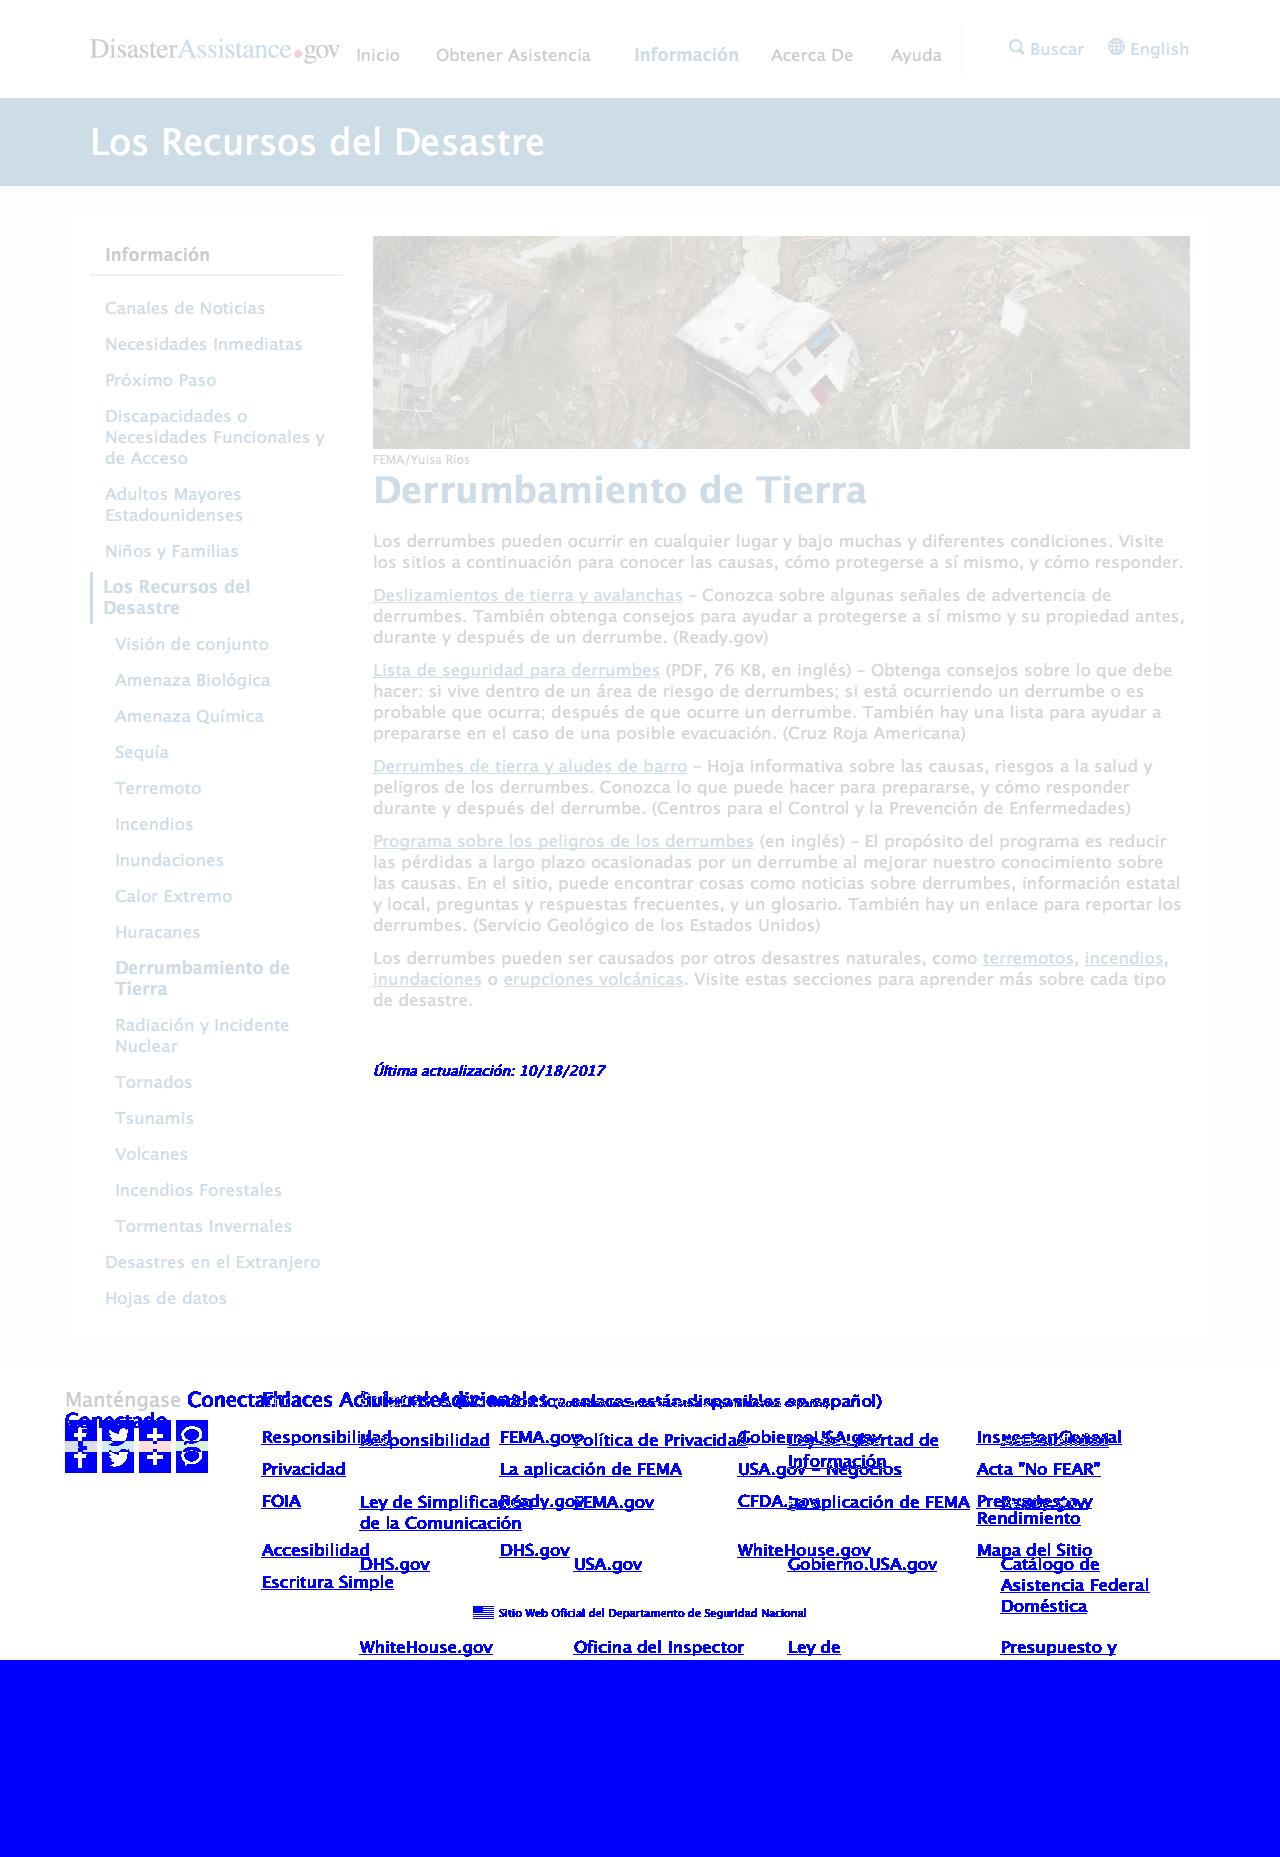 DisasterAssistance.gov
Inicio Obtener Asistencia Información Acerca De Ayuda Buscar English
Los Recursos del Desastre
Información
Canales de Noticias
Necesidades Inmediatas
Próximo Paso
Discapacidades o
Necesidades Funcionales y
de Acceso
Adultos Mayores
Estadounidenses
Niños y Familias
Los Recursos del
Desastre
Visión de conjunto
Amenaza Biológica
Amenaza Química
Sequía
Terremoto
Incendios
Inundaciones
Calor Extremo
Huracanes
Derrumbamiento de
Tierra
Radiación y Incidente
Nuclear
Tornados
Tsunamis
Volcanes
Incendios Forestales
Tormentas Invernales
Desastres en el Extranjero
Hojas de datos
FEMA/Yuisa Ríos
Derrumbamiento de Tierra
Los derrumbes pueden ocurrir en cualquier lugar y bajo muchas y diferentes condiciones. Visite
los sitios a continuación para conocer las causas, cómo protegerse a sí mismo, y cómo responder.
Deslizamientos de tierra y avalanchas – Conozca sobre algunas señales de advertencia de
derrumbes. También obtenga consejos para ayudar a protegerse a sí mismo y su propiedad antes,
durante y después de un derrumbe. (Ready.gov)
Lista de seguridad para derrumbes (PDF, 76 KB, en inglés) – Obtenga consejos sobre lo que debe
hacer: si vive dentro de un área de riesgo de derrumbes; si está ocurriendo un derrumbe o es
probable que ocurra; después de que ocurre un derrumbe. También hay una lista para ayudar a
prepararse en el caso de una posible evacuación. (Cruz Roja Americana)
Derrumbes de tierra y aludes de barro – Hoja informativa sobre las causas, riesgos a la salud y
peligros de los derrumbes. Conozca lo que puede hacer para prepararse, y cómo responder
durante y después del derrumbe. (Centros para el Control y la Prevención de Enfermedades)
Programa sobre los peligros de los derrumbes (en inglés) – El propósito del programa es reducir
las pérdidas a largo plazo ocasionadas por un derrumbe al mejorar nuestro conocimiento sobre
las causas. En el sitio, puede encontrar cosas como noticias sobre derrumbes, información estatal
y local, preguntas y respuestas frecuentes, y un glosario. También hay un enlace para reportar los
derrumbes. (Servicio Geológico de los Estados Unidos)
Los derrumbes pueden ser causados por otros desastres naturales, como terremotos, incendios,
inundaciones o erupciones volcánicas. Visite estas secciones para aprender más sobre cada tipo
de desastre.
Última actualización: 10/18/2017
Manténgase
Conectado
Enlaces enlaces están disponibles en español)
Responsibilidad FEMA.gov Gobierno.USA.gov Inspector General
Responsibilidad Política de Privacidad Libertad de
Información
Privacidad La aplicación de FEMA USA.gov – Negocios Acta "No FEAR"
FOIA Ready.gov CFDA.gov
Rendimiento
Ley de Simplificación FEMA.gov La aplicación de FEMA
de la Comunicación
Accesibilidad DHS.gov WhiteHouse.gov Mapa del Sitio
DHS.gov USA.gov Gobierno.USA.gov Catálogo de
Asistencia Federal
Doméstica
Escritura Simple
Sitio Web Oficial del Departamento de Seguridad Nacional
WhiteHouse.gov Oficina del Inspector Ley de Presupuesto y